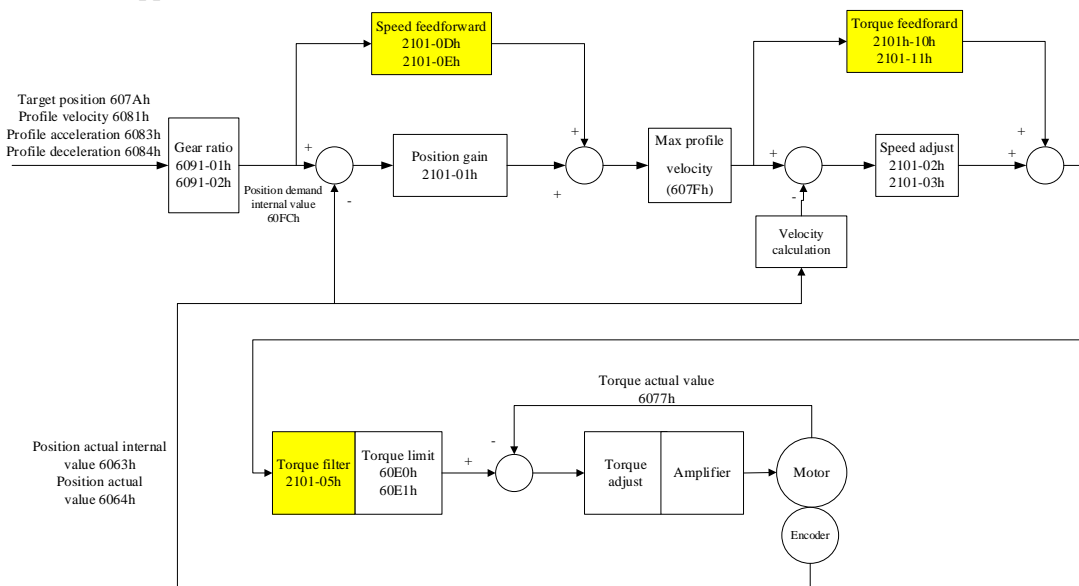 Speed feedforward
2101-0Dh
2101-0Eh
Torque feedforard
2101h-10h
2101-11h
Target position 607Ah
Profile velocity 6081h
Profile acceleration 6083h
Profile deceleration 6084h
Gear ratio
6091-01h
6091-02h
+
Position demand
internal value
60FCh
-
Position gain
2101-01h
+
+
Max profile
velocity
(607Fh)
+
-
Velocity
calculation
Speed adjust
2101-02h
2101-03h
+
+
Torque actual value
6077h
Position actual internal
value 6063h
Position actual
value 6064h
Torque filter
2101-05h
Torque limit
60E0h
60E1h
+
-
Torque
adjust
Amplifier
Motor
Encoder